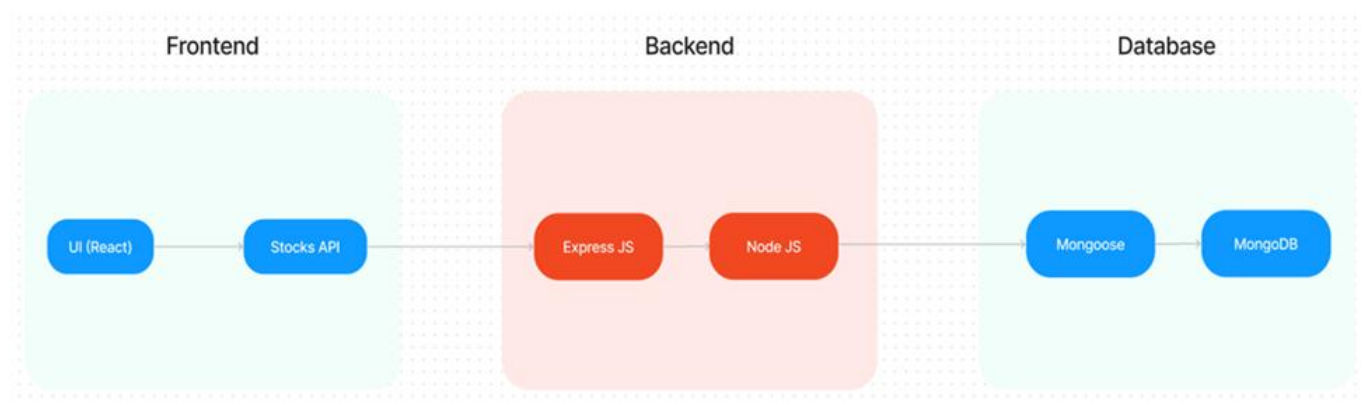 Frontend
Backend
Database
UI (React)
Stocks API
Express JS
Node JS
Mongoose
MongoDB